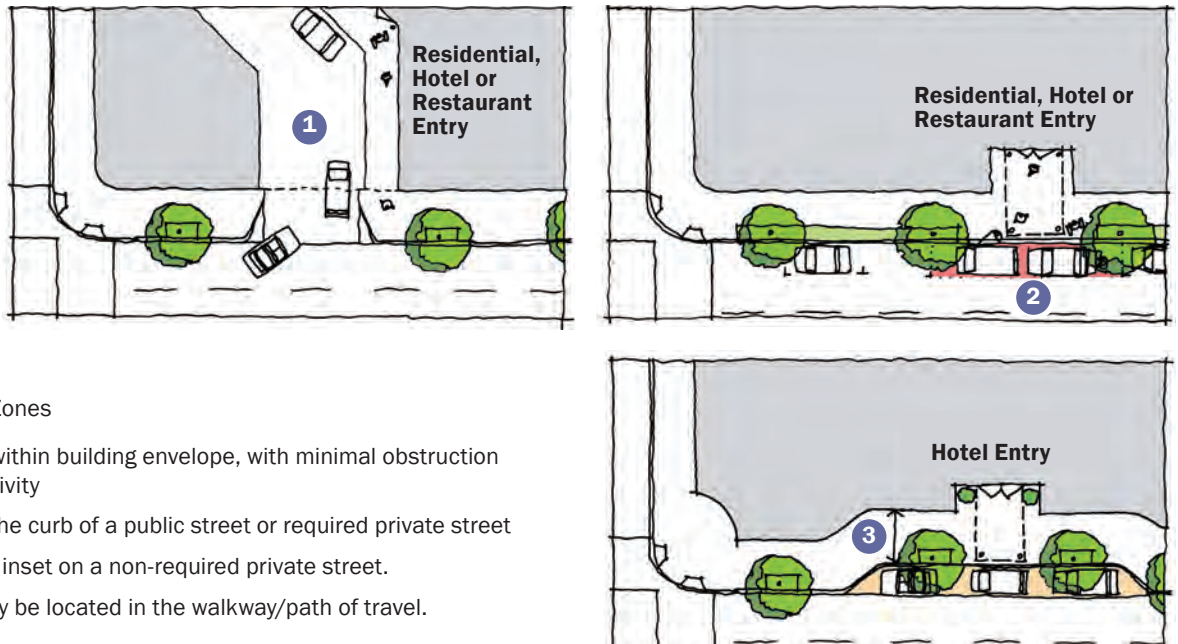 Residential,
Hotel or
Restaurant
Entry
1
Residential, Hotel or
Restaurant Entry
2
Zones
within building envelope, with minimal obstruction
he curb of a public street or required private street
inset on a non-required private street.
y be located in the walkway/path of travel.
Hotel Entry
3